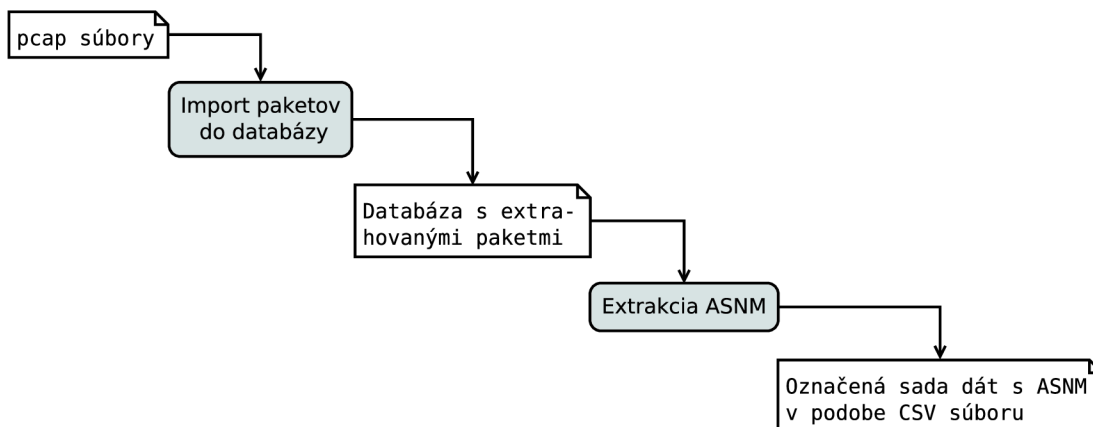 pcap súbory
Import paketov
do databázy
Databáza s extra-
hovanými paketmi
Extrakcia ASNM
Označená sada dát s ASNM
v podobe CSV súboru